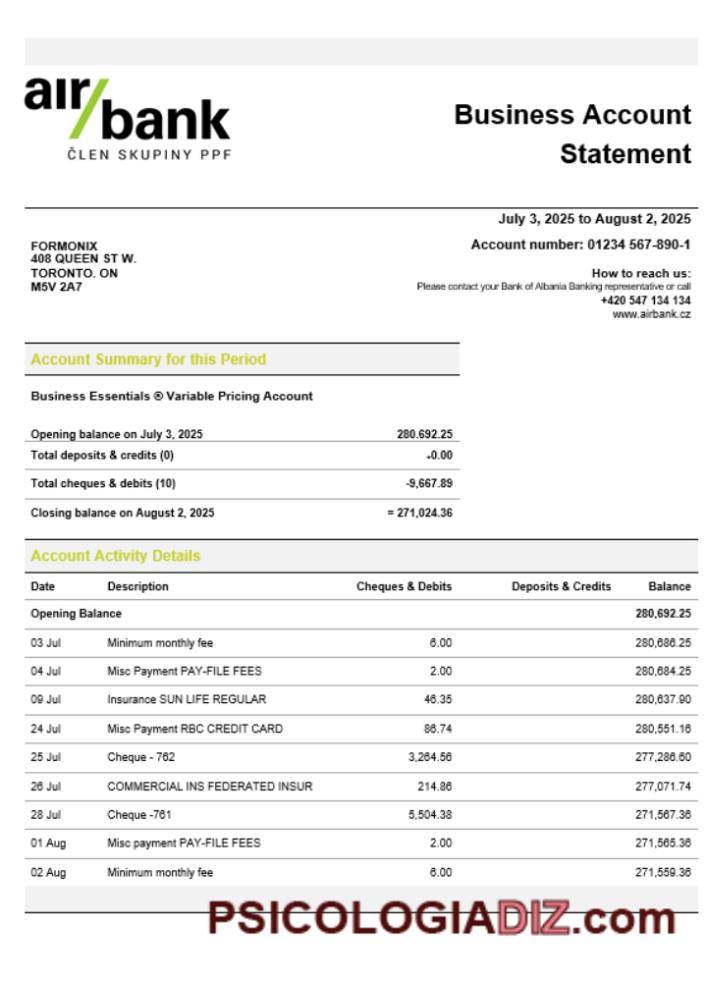 air bank
ČLEN SKUPINY PPF
Business Account
Statement
July 3, 2025 to August 2, 2025
Account number: 01234 567-890-1
FORMONIX
408 QUEEN ST W.
TORONTO. ON
M5V 2A7
How to reach us:
Please contact your Bank of Albania Banking representative or call
+420 547 134 134
www.airbank.cz
Account Summary for this Period
Business Essentials ® Variable Pricing Account
Opening balance on July 3, 2025 280.692.25
Total deposits & credits (0) -0.00
Total cheques & debits (10) -9,667.89
Closing balance on August 2, 2025 = 271,024.36
Account Activity Details
Date Description Cheques & Debits Deposits & Credits Balance
Opening Balance 280,692.25
03 Jul Minimum monthly fee 6.00 280,686.25
04 Jul Misc Payment PAY-FILE FEES 2.00 280,684.25
09 Jul Insurance SUN LIFE REGULAR 46.35 280,637.90
24 Jul Misc Payment RBC CREDIT CARD 86.74 280,551.16
25 Jul Cheque - 762 3,264.56 277,286.60
26 Jul COMMERCIAL INS FEDERATED INSUR 214.86 277,071.74
28 Jul Cheque -761 5,504.38 271,567.36
01 Aug Misc payment PAY-FILE FEES 2.00 271,565.36
02 Aug Minimum monthly fee 6.00 271,559.36
PSICOLOGIADIZ.com